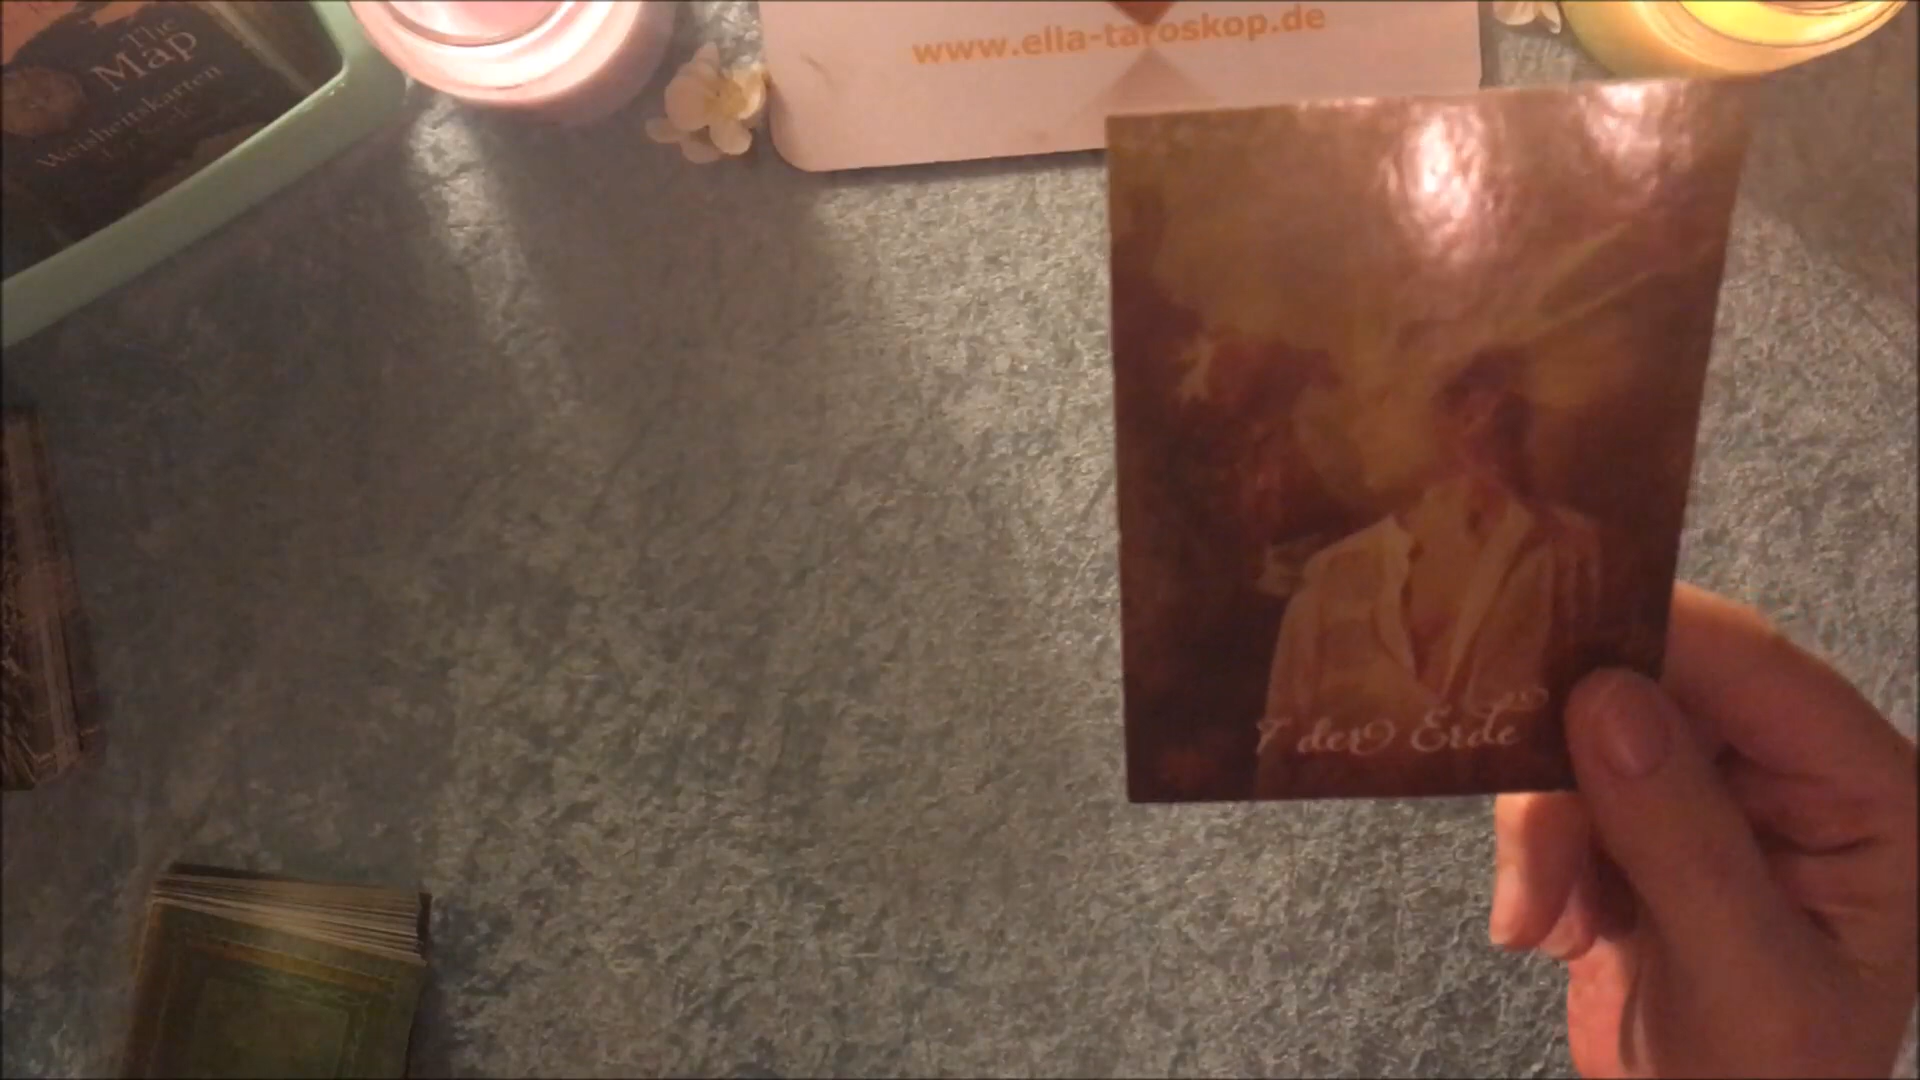 The
Map
Weisheitskarten
www.ella-taroskop.de
7 der Erde